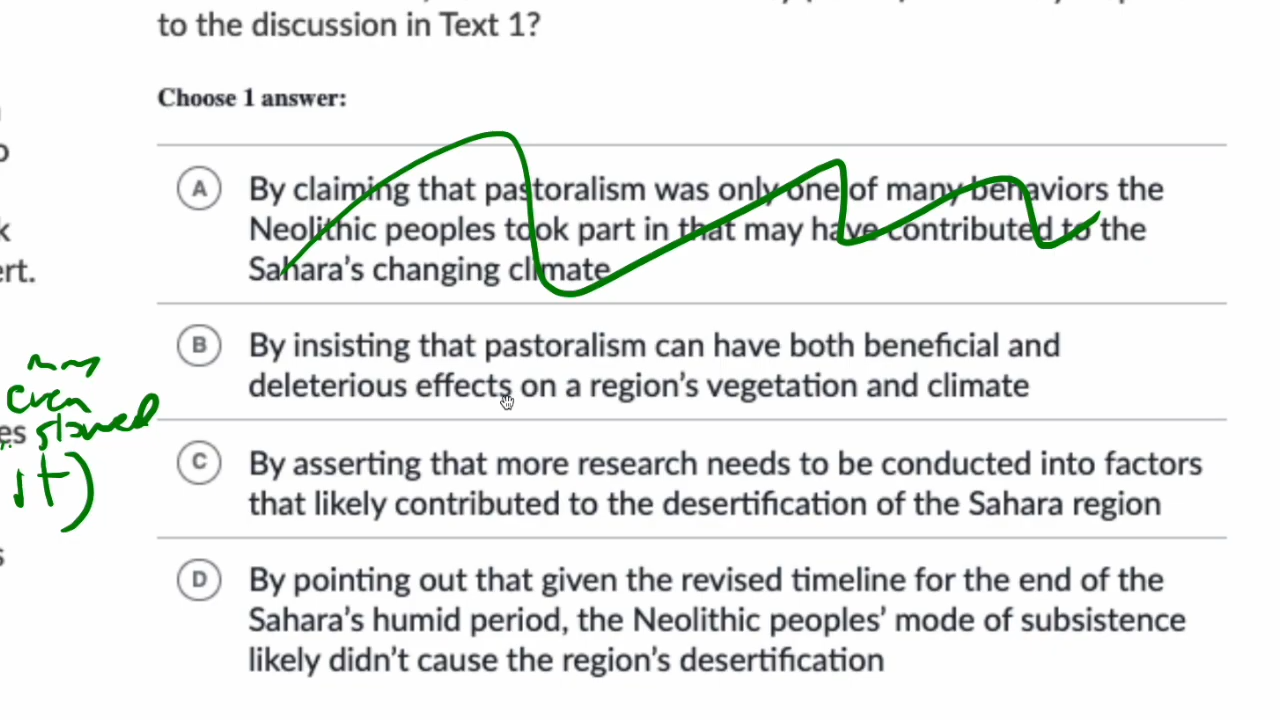 to the discussion in Text 1?
Choose 1 answer:
A
By claiming that pastoralism was only one of many behaviors the
Neolithic peoples took part in that may have contributed to the
Sahara's changing climate
B
By insisting that pastoralism can have both beneficial and
deleterious effects on a region's vegetation and climate
C
By asserting that more research needs to be conducted into factors
that likely contributed to the desertification of the Sahara region
D
By pointing out that given the revised timeline for the end of the
Sahara's humid period, the Neolithic peoples' mode of subsistence
likely didn't cause the region's desertification
ert.
even
es slowed
it)